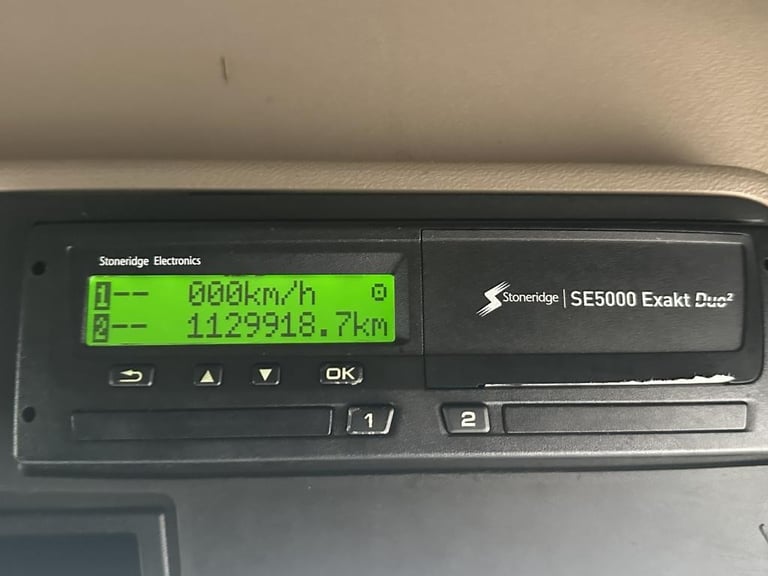 Stoneridge Electronics
1 -- 000km/h
2 -- 1129918.7km
Stoneridge | SE5000 Exakt Duo²
OK
1
2